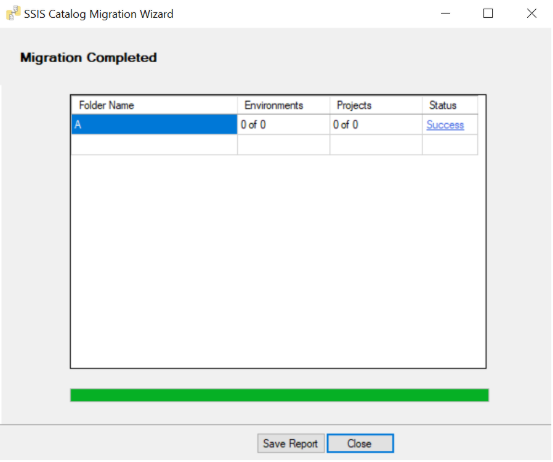 SSIS Catalog Migration Wizard
Migration Completed
Folder Name Environments Projects Status
A 0 of 0 0 of 0 Success
Save Report Close